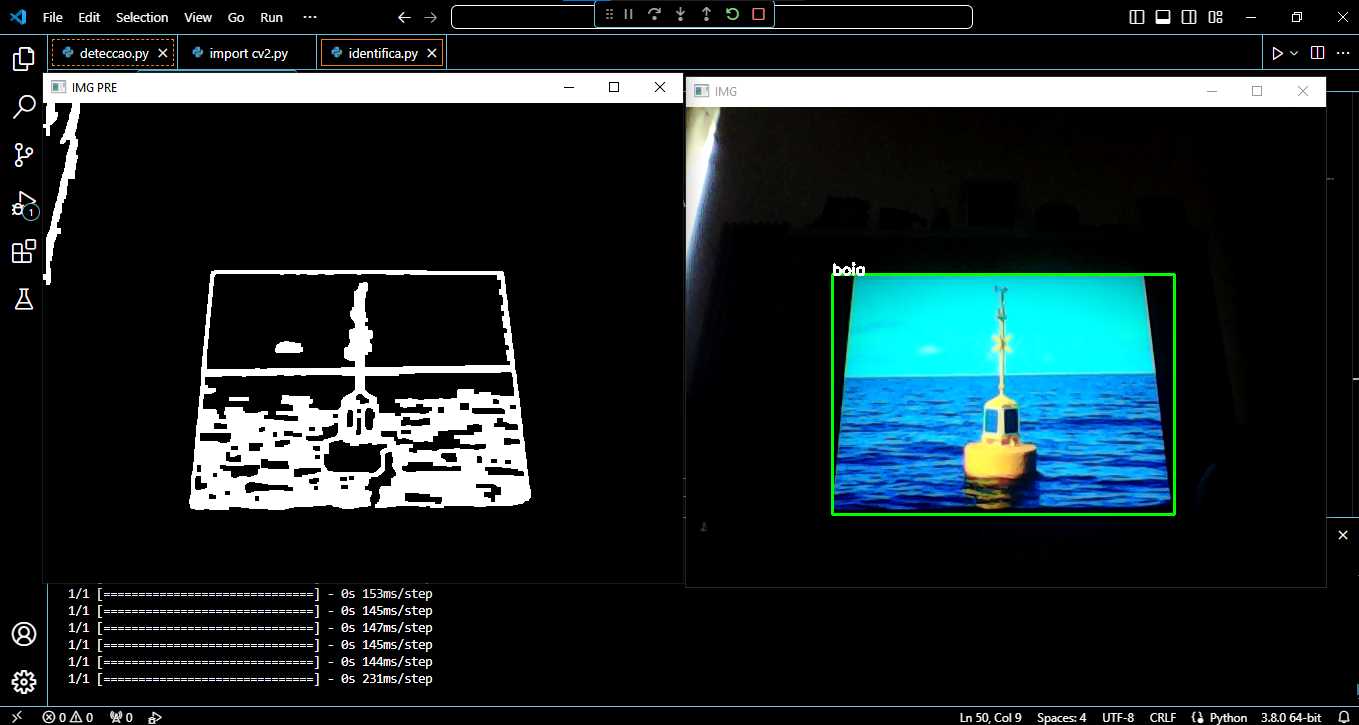 File Edit Selection View Go Run ···
deteccao.py import cv2.py identifica.py
IMG PRE
IMG
boia
1
1/1 [==============================] - 0s 153ms/step
1/1 [==============================] - 0s 145ms/step
1/1 [==============================] - 0s 147ms/step
1/1 [==============================] - 0s 145ms/step
1/1 [==============================] - 0s 144ms/step
1/1 [==============================] - 0s 231ms/step
0 0 0 Ln 50, Col 9 Spaces: 4 UTF-8 CRLF Python 3.8.0 64-bit